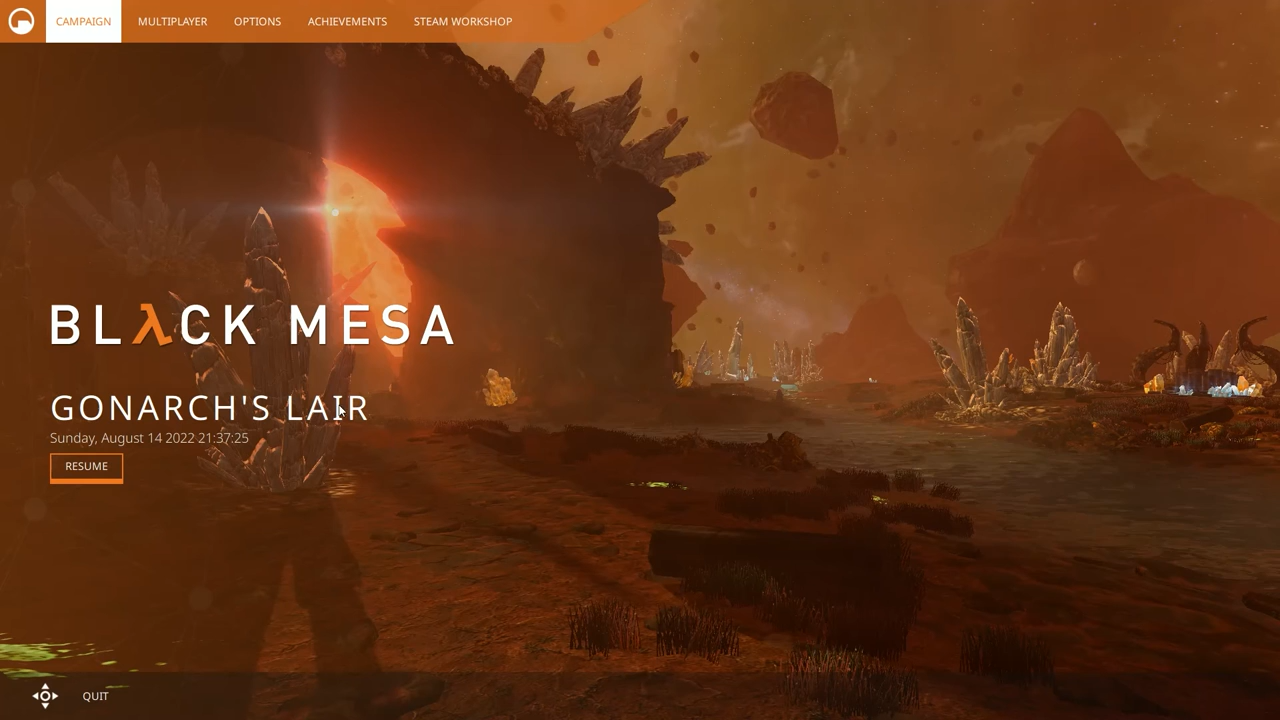 CAMPAIGN MULTIPLAYER OPTIONS ACHIEVEMENTS STEAM WORKSHOP
BLλCK MESA
GONARCH'S LAIR
Sunday, August 14 2022 21:37:25
RESUME
QUIT